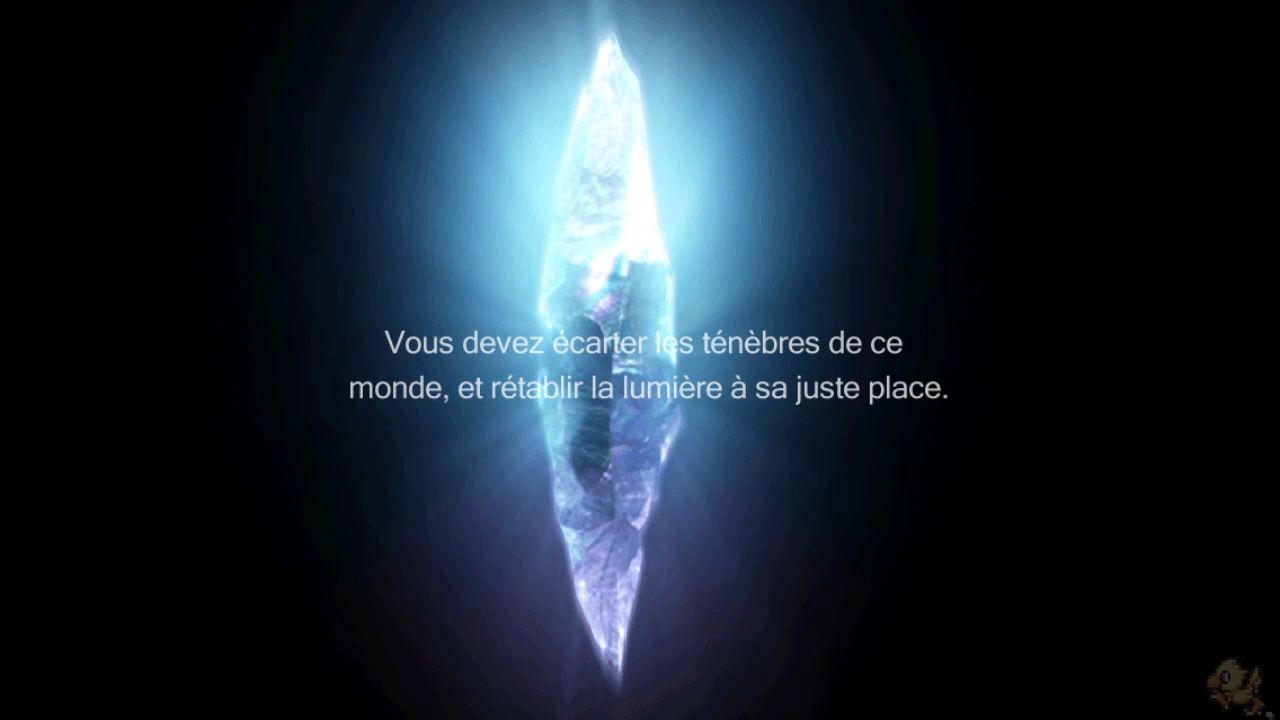 Vous devez écarter les ténèbres de ce
monde, et rétablir la lumière à sa juste place.